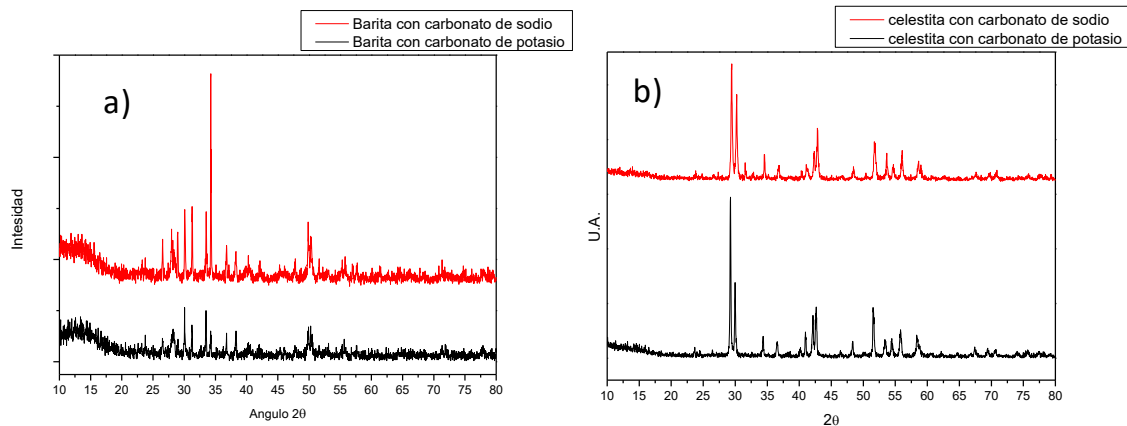 Barita con carbonato de sodio
Barita con carbonato de potasio
a)
Intesidad
10 15 20 25 30 35 40 45 50 55 60 65 70 75 80
Angulo 2θ
celestita con carbonato de sodio
celestita con carbonato de potasio
b)
U.A.
10 15 20 25 30 35 40 45 50 55 60 65 70 75 80
2θ